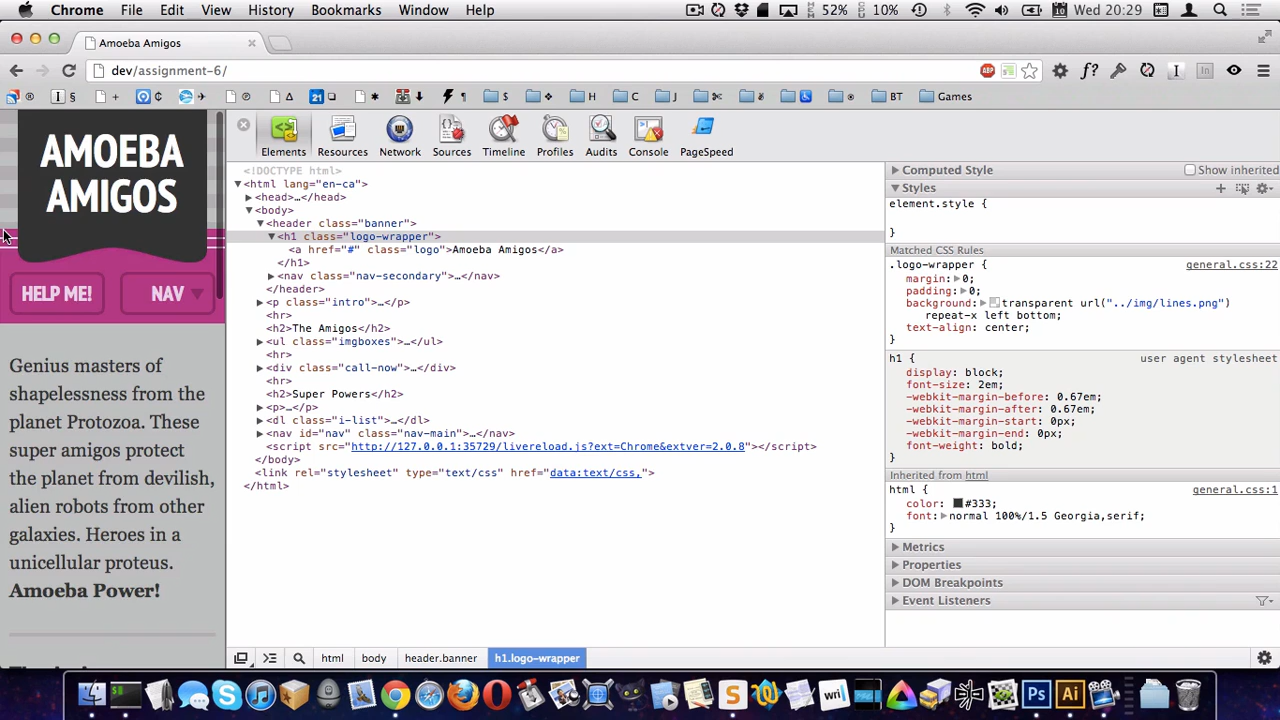 Chrome File Edit View History Bookmarks Window Help 52% 10% Wed 20:29
Amoeba Amigos
dev/assignment-6/
$ H C J BT Games
AMOEBA
AMIGOS
HELP ME! NAV
Genius masters of
shapelessness from the
planet Protozoa. These
super amigos protect
the planet from devilish,
alien robots from other
galaxies. Heroes in a
unicellular proteus.
Amoeba Power!
Elements Resources Network Sources Timeline Profiles Audits Console PageSpeed
<!DOCTYPE html>
<html lang="en-ca">
<head>…</head>
<body>
<header class="banner">
<h1 class="logo-wrapper">
<a href="#" class="logo">Amoeba Amigos</a>
</h1>
<nav class="nav-secondary">…</nav>
</header>
<p class="intro">…</p>
<hr>
<h2>The Amigos</h2>
<ul class="imgboxes">…</ul>
<hr>
<div class="call-now">…</div>
<hr>
<h2>Super Powers</h2>
<p>…</p>
<dl class="i-list">…</dl>
<nav id="nav" class="nav-main">…</nav>
<script src="http://127.0.0.1:35729/livereload.js?ext=Chrome&extver=2.0.8"></script>
</body>
<link rel="stylesheet" type="text/css" href="data:text/css,">
</html>
Computed Style Show inherited
Styles
element.style {
}
Matched CSS Rules
.logo-wrapper { general.css:22
margin: 0;
padding: 0;
background: transparent url("../img/lines.png")
repeat-x left bottom;
text-align: center;
}
h1 { user agent stylesheet
display: block;
font-size: 2em;
-webkit-margin-before: 0.67em;
-webkit-margin-after: 0.67em;
-webkit-margin-start: 0px;
-webkit-margin-end: 0px;
font-weight: bold;
}
Inherited from html
html { general.css:1
color: #333;
font: normal 100%/1.5 Georgia,serif;
}
Metrics
Properties
DOM Breakpoints
Event Listeners
html body header.banner h1.logo-wrapper
wri Ps Ai